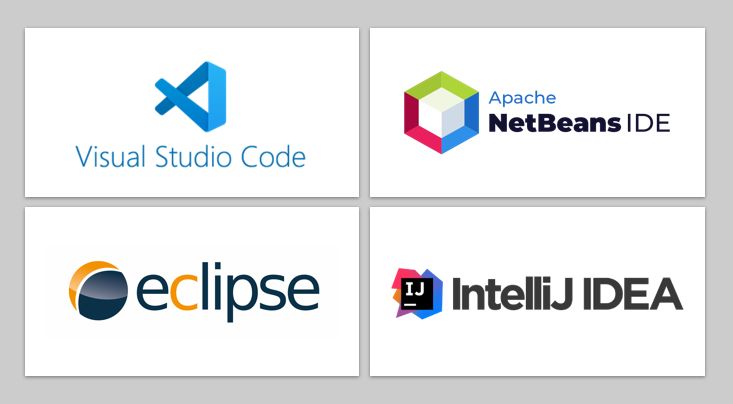 Visual Studio Code
Apache
NetBeans IDE
eclipse
IJ
IntelliJ IDEA